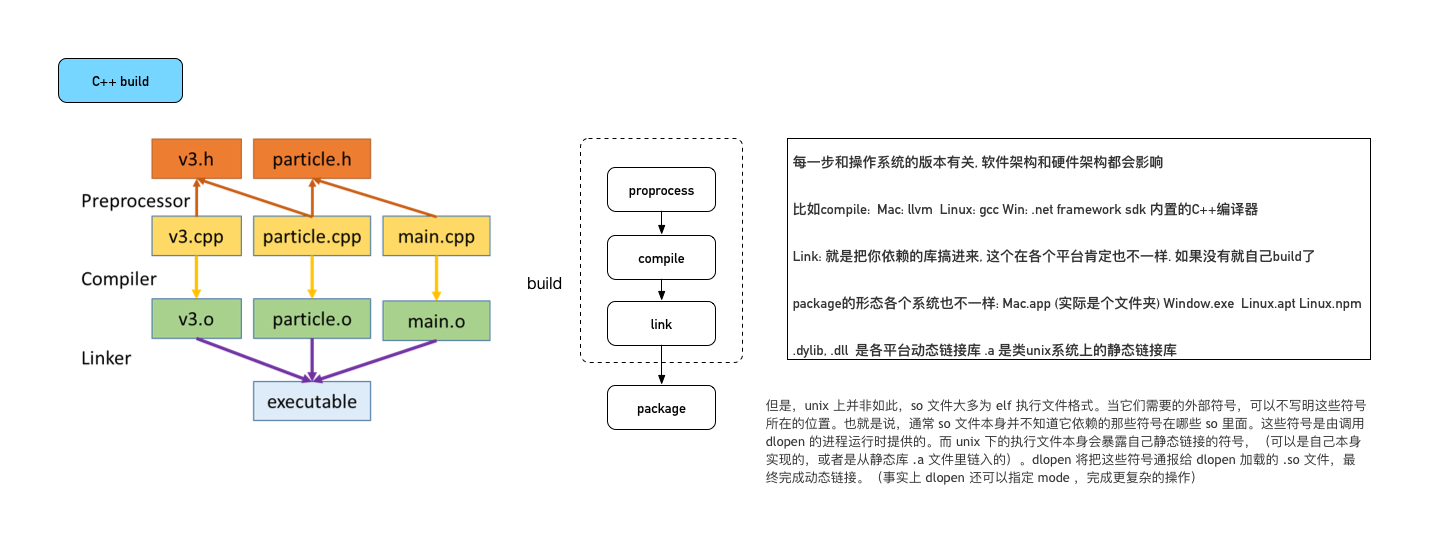 C++ build
v3.h
particle.h
Preprocessor
v3.cpp
particle.cpp
main.cpp
Compiler
v3.o
particle.o
main.o
Linker
executable
build
proprocess
compile
link
package
每一步和操作系统的版本有关, 软件架构和硬件架构都会影响
比如compile: Mac: llvm Linux: gcc Win: .net framework sdk 内置的C++编译器
Link: 就是把你依赖的库搞进来, 这个在各个平台肯定也不一样. 如果没有就自己build了
package的形态各个系统也不一样: Mac.app (实际是个文件夹) Window.exe Linux.apt Linux.npm
.dylib, .dll 是各平台动态链接库 .a 是类unix系统上的静态链接库
但是，unix 上并非如此，so 文件大多为 elf 执行文件格式。当它们需要的外部符号，可以不写明这些符号
所在的位置。也就是说，通常 so 文件本身并不知道它依赖的那些符号在哪些 so 里面。这些符号是由调用
dlopen 的进程运行时提供的。而 unix 下的执行文件本身会暴露自己静态链接的符号，（可以是自己本身
实现的，或者是从静态库 .a 文件里链入的）。dlopen 将把这些符号通报给 dlopen 加载的 .so 文件，最
终完成动态链接。（事实上 dlopen 还可以指定 mode ，完成更复杂的操作）